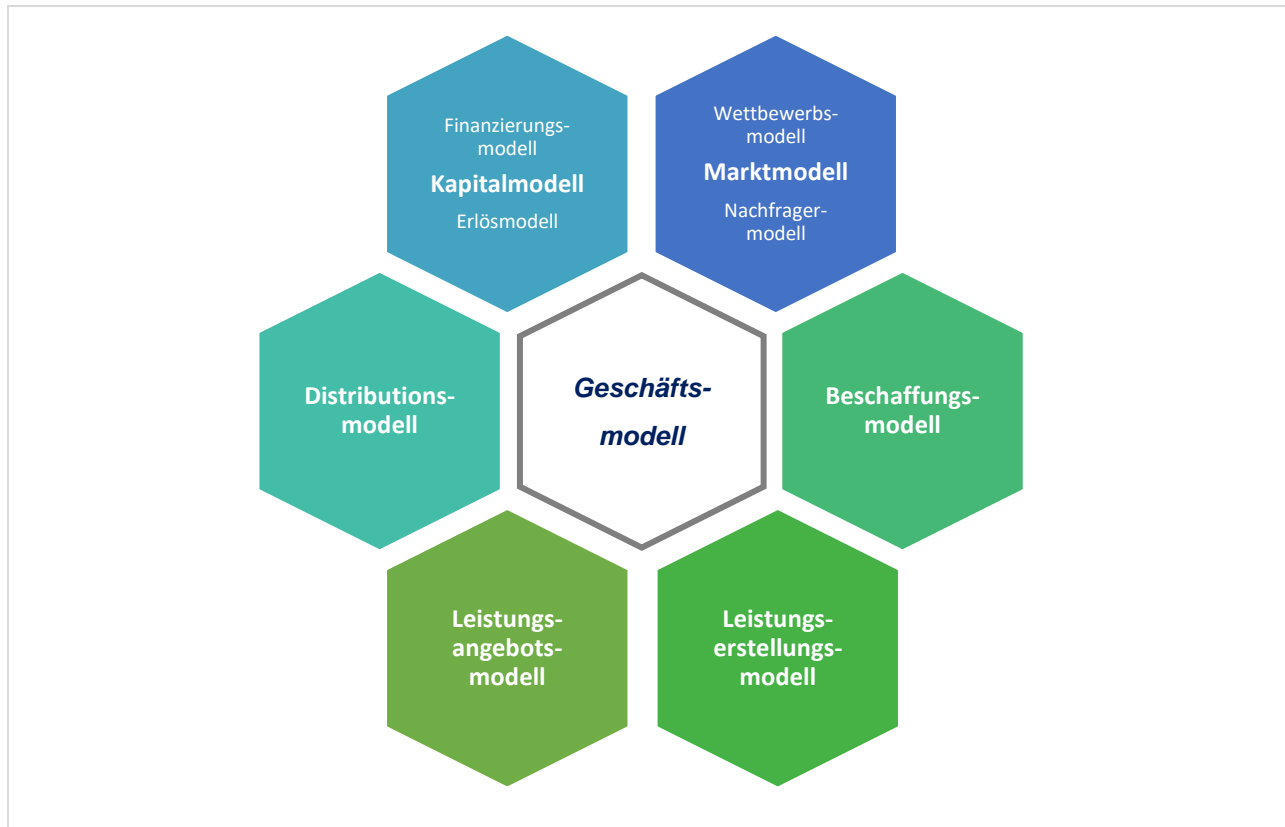 Finanzierungs-
modell
Kapitalmodell
Erlösmodell
Wettbewerbs-
modell
Marktmodell
Nachfrager-
modell
Distributions-
modell
Geschäfts-
modell
Beschaffungs-
modell
Leistungs-
angebots-
modell
Leistungs-
erstellungs-
modell